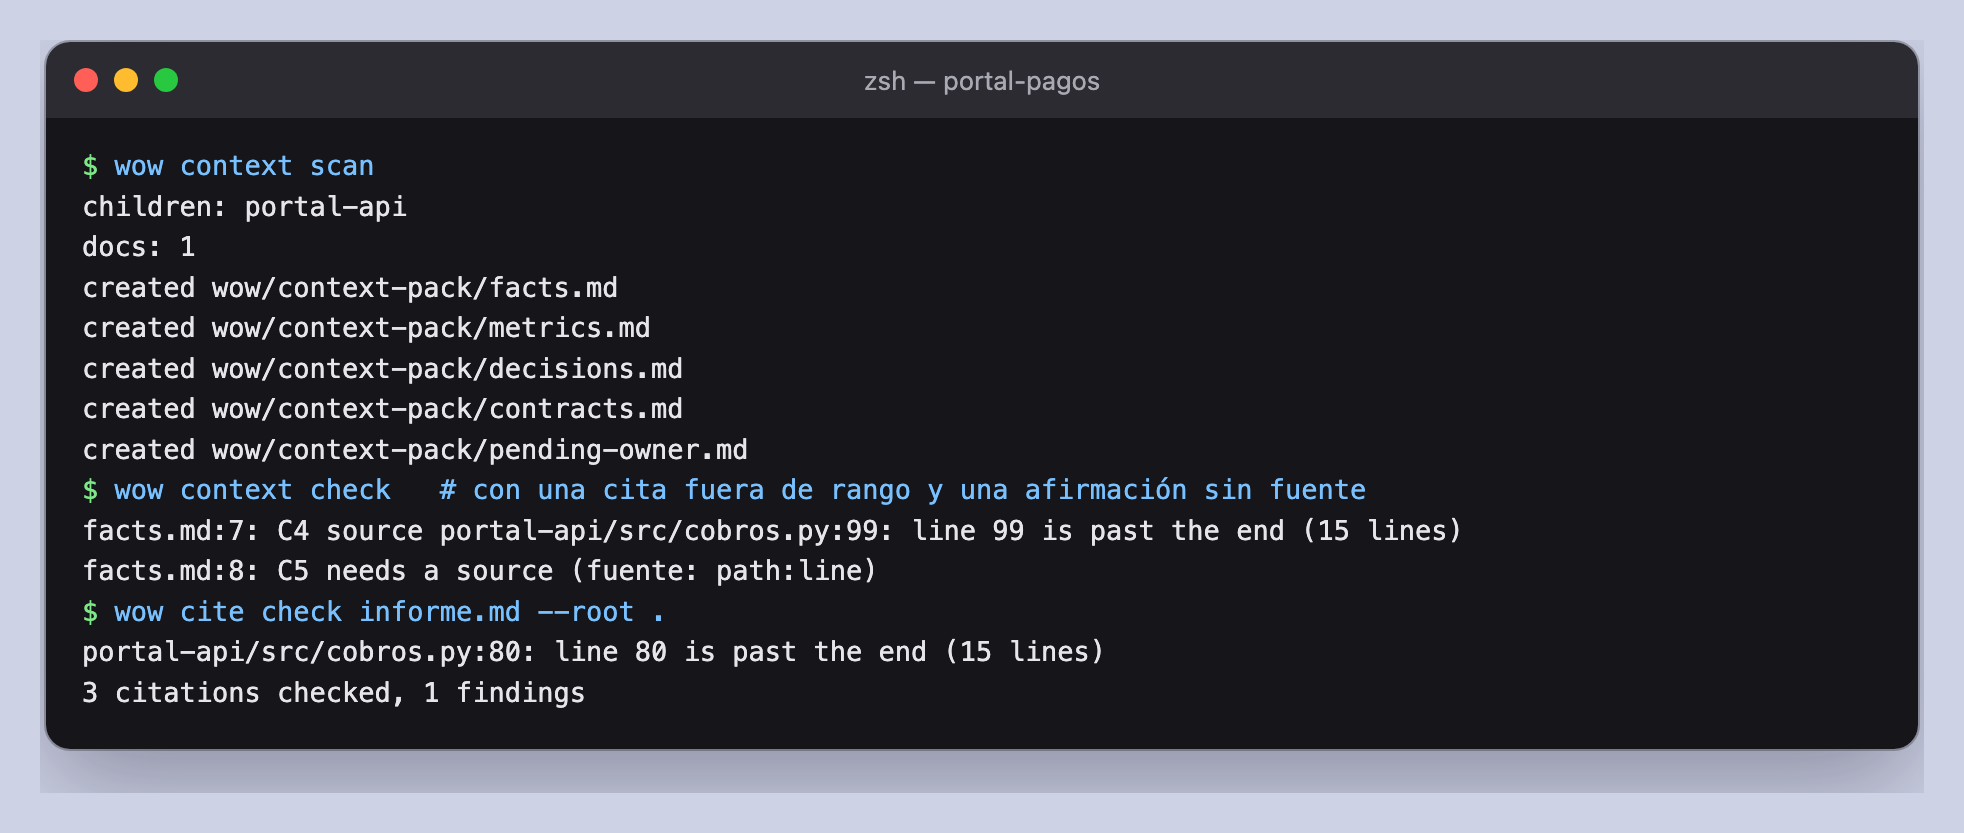 zsh — portal-pagos
$ wow context scan
children: portal-api
docs: 1
created wow/context-pack/facts.md
created wow/context-pack/metrics.md
created wow/context-pack/decisions.md
created wow/context-pack/contracts.md
created wow/context-pack/pending-owner.md
$ wow context check   # con una cita fuera de rango y una afirmación sin fuente
facts.md:7: C4 source portal-api/src/cobros.py:99: line 99 is past the end (15 lines)
facts.md:8: C5 needs a source (fuente: path:line)
$ wow cite check informe.md --root .
portal-api/src/cobros.py:80: line 80 is past the end (15 lines)
3 citations checked, 1 findings